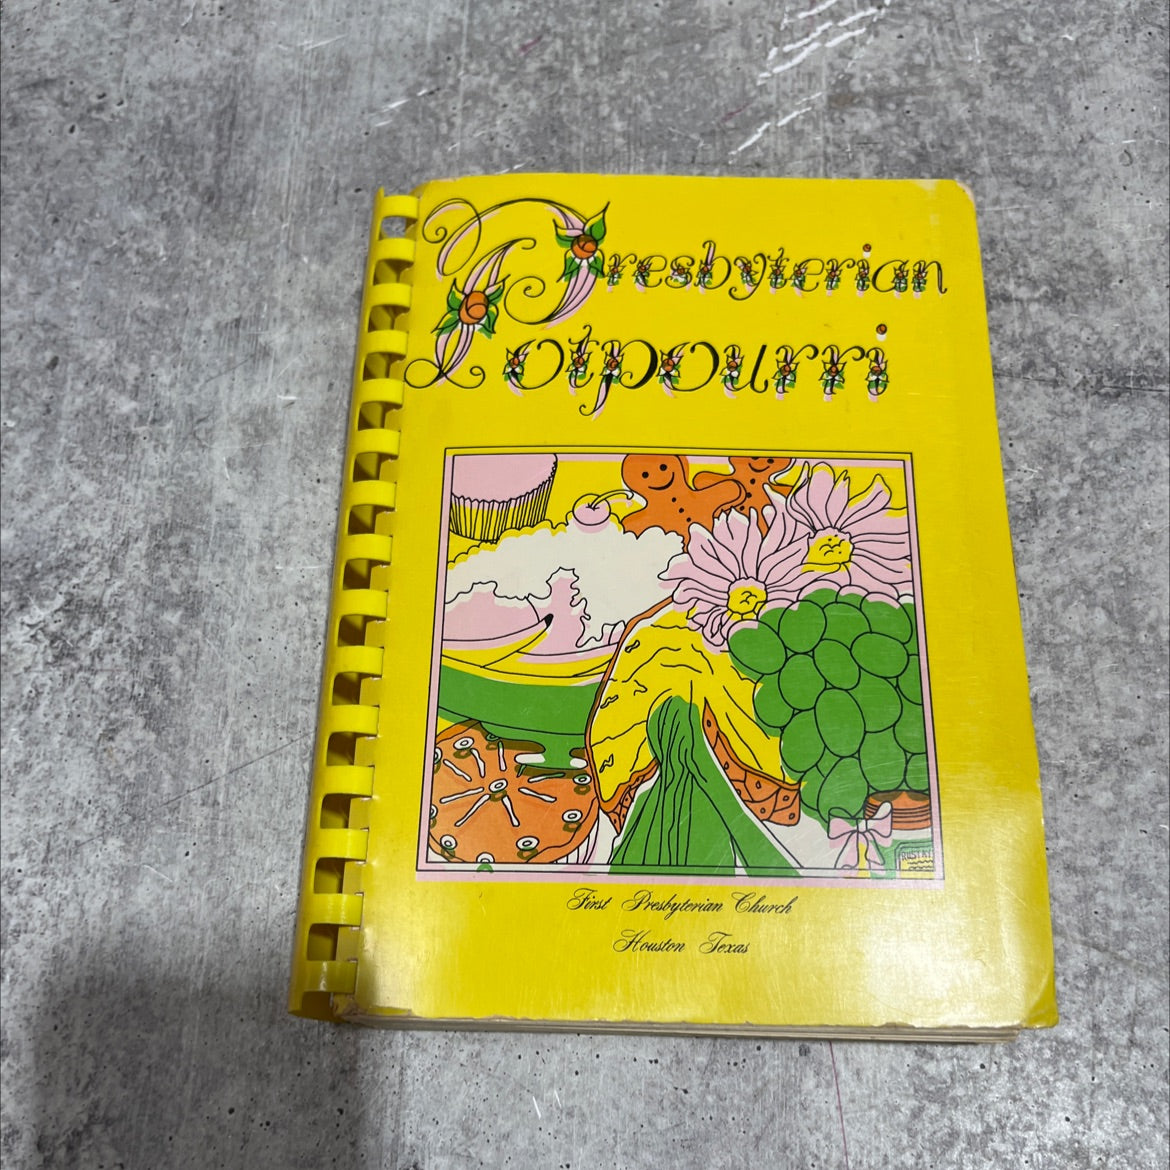 Presbyterian
Potpourri
First Presbyterian Church
Houston Texas